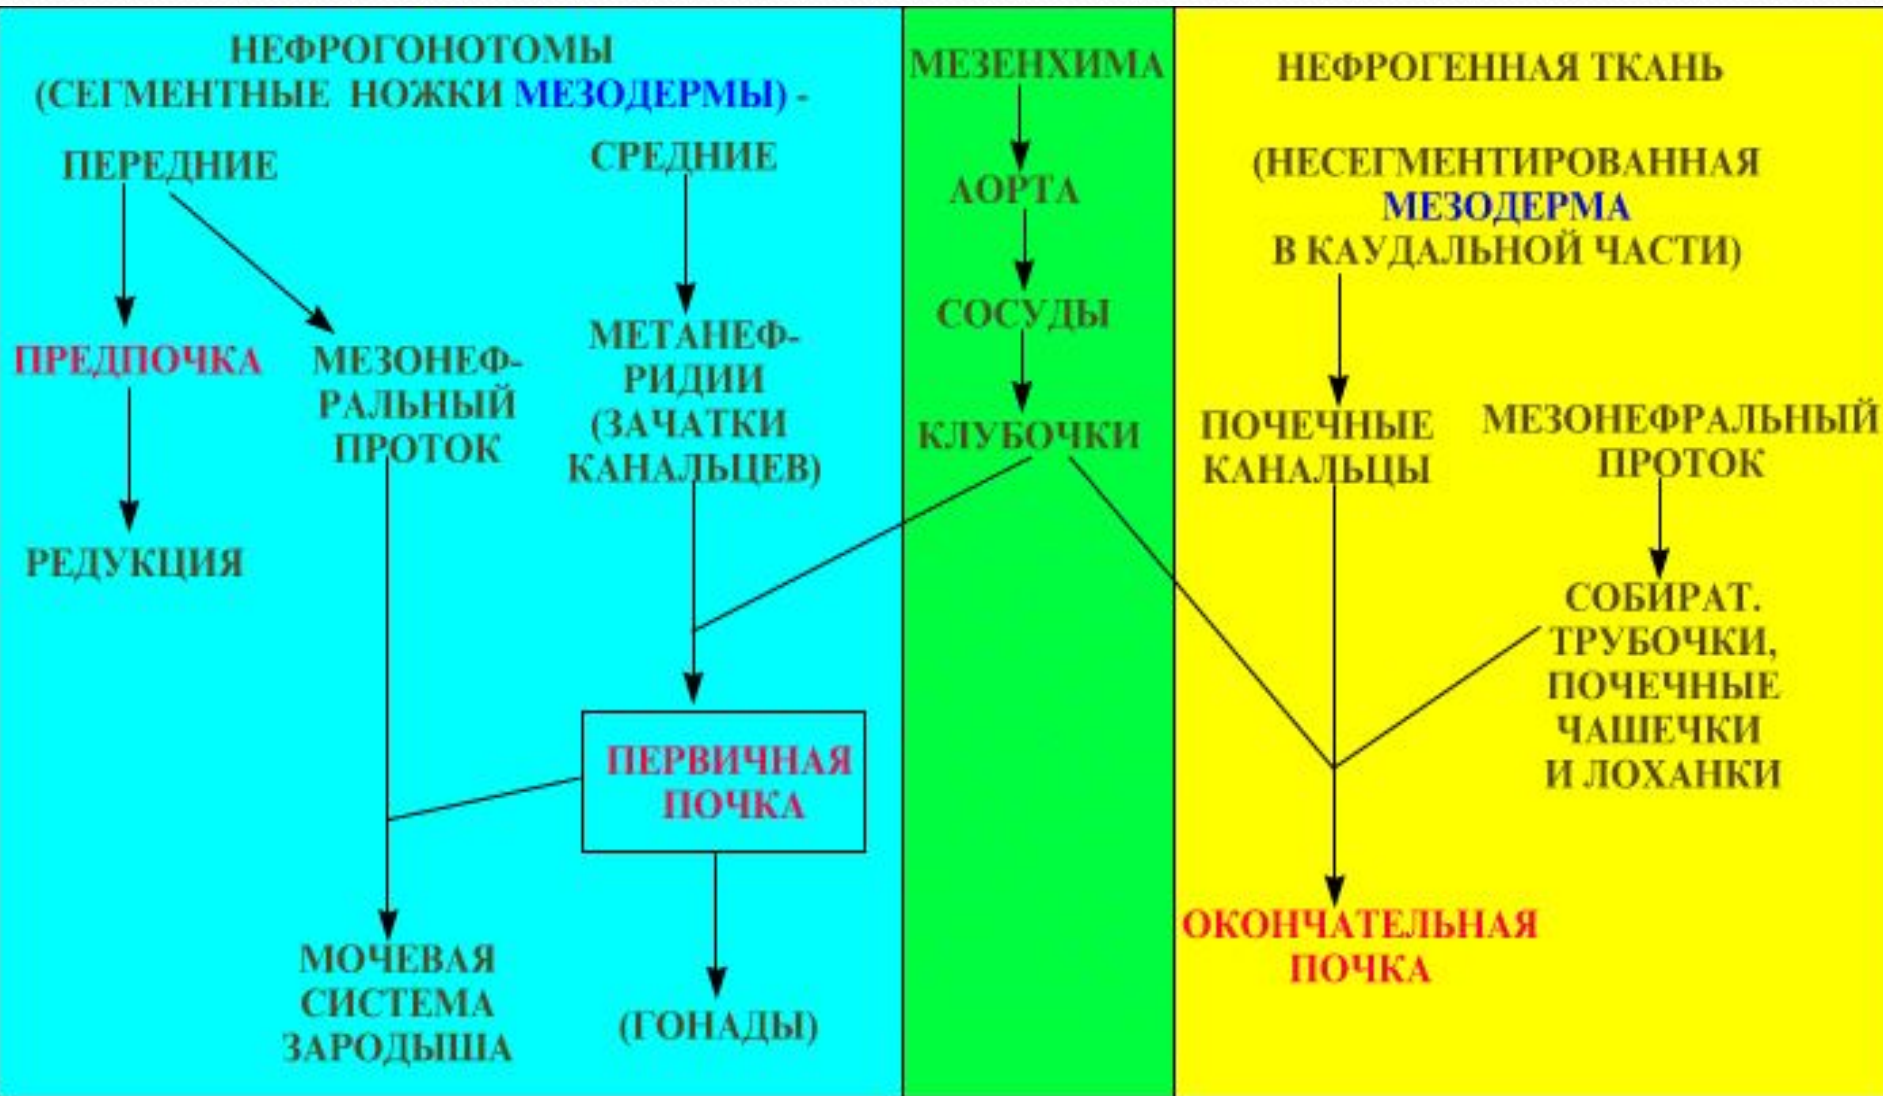 НЕФРОГОНОТОМЫ
(СЕГМЕНТНЫЕ НОЖКИ МЕЗОДЕРМЫ) -
ПЕРЕДНИЕ
СРЕДНИЕ
ПРЕДПОЧКА
МЕЗОНЕФ-
РАЛЬНЫЙ
ПРОТОК
МЕТАНЕФ-
РИДИИ
(ЗАЧАТКИ
КАНАЛЬЦЕВ)
РЕДУКЦИЯ
ПЕРВИЧНАЯ
ПОЧКА
МОЧЕВАЯ
СИСТЕМА
ЗАРОДЫША
(ГОНАДЫ)
МЕЗЕНХИМА
АОРТА
СОСУДЫ
КЛУБОЧКИ
НЕФРОГЕННАЯ ТКАНЬ
(НЕСЕГМЕНТИРОВАННАЯ
МЕЗОДЕРМА
В КАУДАЛЬНОЙ ЧАСТИ)
ПОЧЕЧНЫЕ
КАНАЛЬЦЫ
МЕЗОНЕФРАЛЬНЫЙ
ПРОТОК
СОБИРАТ.
ТРУБОЧКИ,
ПОЧЕЧНЫЕ
ЧАШЕЧКИ
И ЛОХАНКИ
ОКОНЧАТЕЛЬНАЯ
ПОЧКА